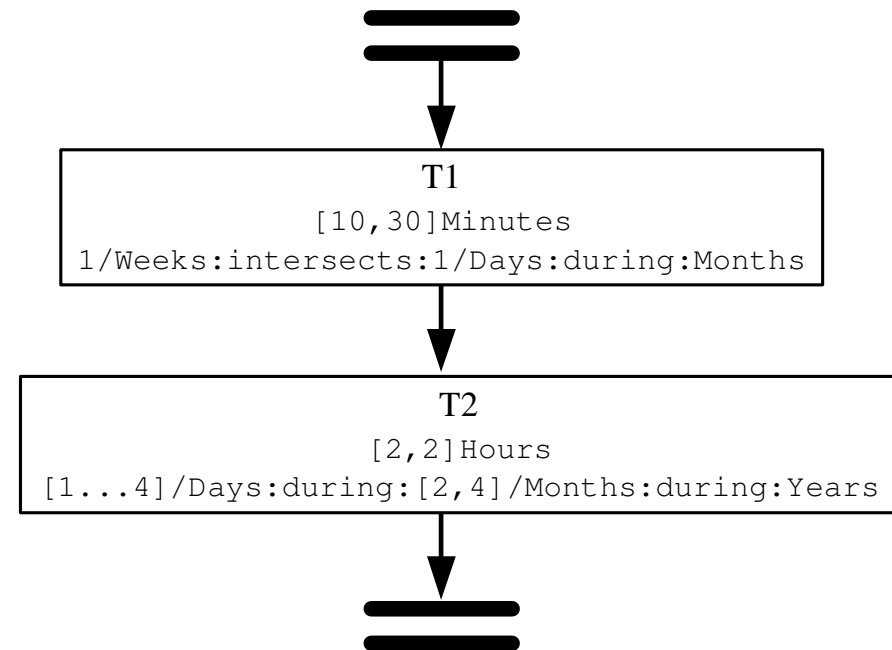 T1
[10,30]Minutes
1/Weeks:intersects:1/Days:during:Months
T2
[2,2]Hours
[1...4]/Days:during:[2,4]/Months:during:Years